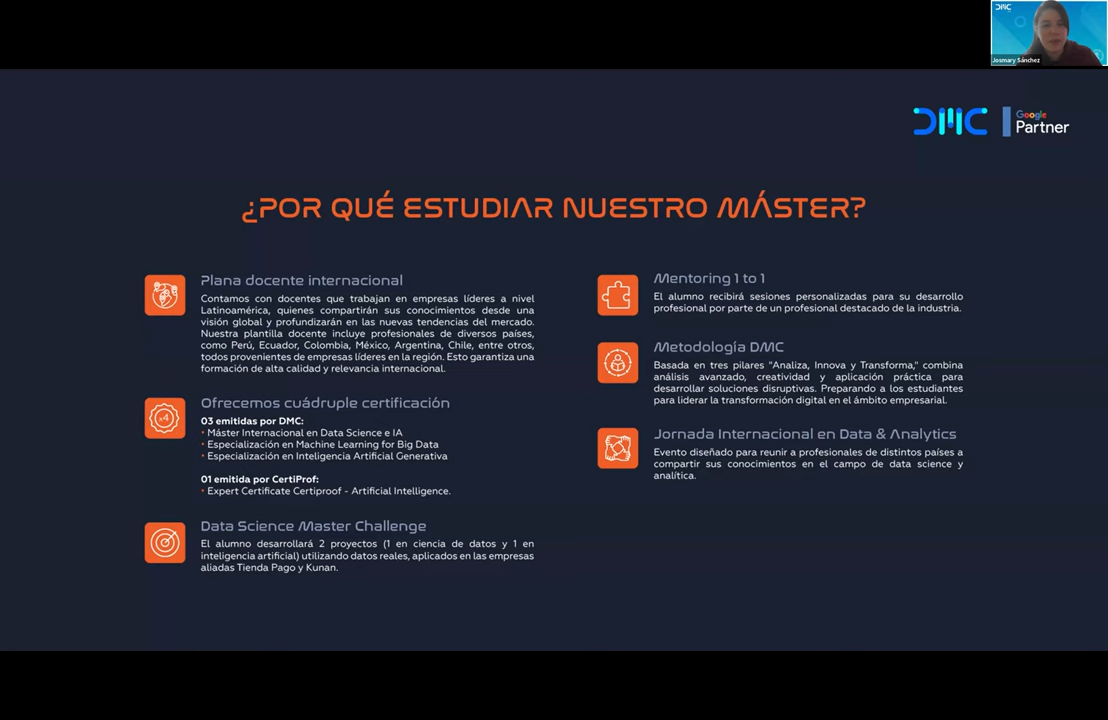 DMC
Josmary Sánchez
DMC
Google
Partner
¿POR QUÉ ESTUDIAR NUESTRO MÁSTER?
Plana docente internacional
Contamos con docentes que trabajan en empresas líderes a nivel
Latinoamérica, quienes compartirán sus conocimientos desde una
visión global y profundizarán en las nuevas tendencias del mercado.
Nuestra plantilla docente incluye profesionales de diversos países,
como Perú, Ecuador, Colombia, México, Argentina, Chile, entre otros,
todos provenientes de empresas líderes en la región. Esto garantiza una
formación de alta calidad y relevancia internacional.
x4
Ofrecemos cuádruple certificación
03 emitidas por DMC:
• Máster Internacional en Data Science e IA
• Especialización en Machine Learning for Big Data
• Especialización en Inteligencia Artificial Generativa
01 emitida por CertiProf:
• Expert Certificate Certiproof - Artificial Intelligence.
Data Science Master Challenge
El alumno desarrollará 2 proyectos (1 en ciencia de datos y 1 en
inteligencia artificial) utilizando datos reales, aplicados en las empresas
aliadas Tienda Pago y Kunan.
Mentoring 1 to 1
El alumno recibirá sesiones personalizadas para su desarrollo
profesional por parte de un profesional destacado de la industria.
Metodología DMC
Basada en tres pilares "Analiza, Innova y Transforma," combina
análisis avanzado, creatividad y aplicación práctica para
desarrollar soluciones disruptivas. Preparando a los estudiantes
para liderar la transformación digital en el ámbito empresarial.
Jornada Internacional en Data & Analytics
Evento diseñado para reunir a profesionales de distintos países a
compartir sus conocimientos en el campo de data science y
analítica.